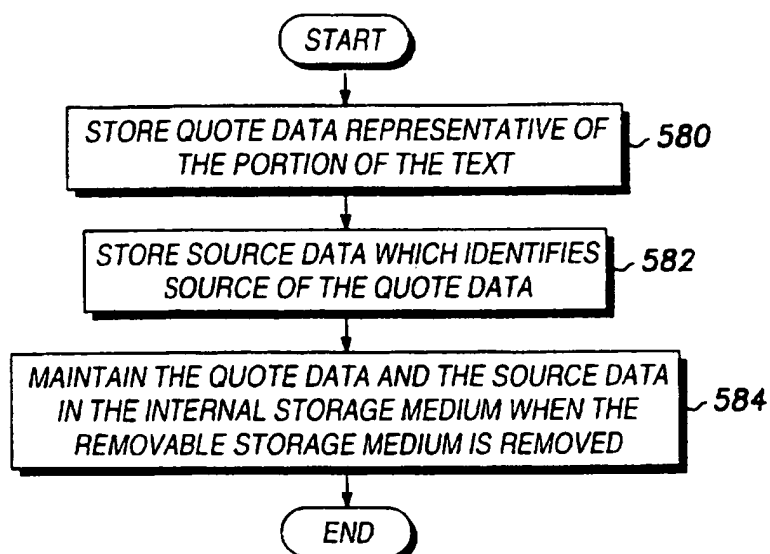 START
STORE QUOTE DATA REPRESENTATIVE OF
THE PORTION OF THE TEXT
580
STORE SOURCE DATA WHICH IDENTIFIES
SOURCE OF THE QUOTE DATA
582
MAINTAIN THE QUOTE DATA AND THE SOURCE DATA
IN THE INTERNAL STORAGE MEDIUM WHEN THE
REMOVABLE STORAGE MEDIUM IS REMOVED
584
END